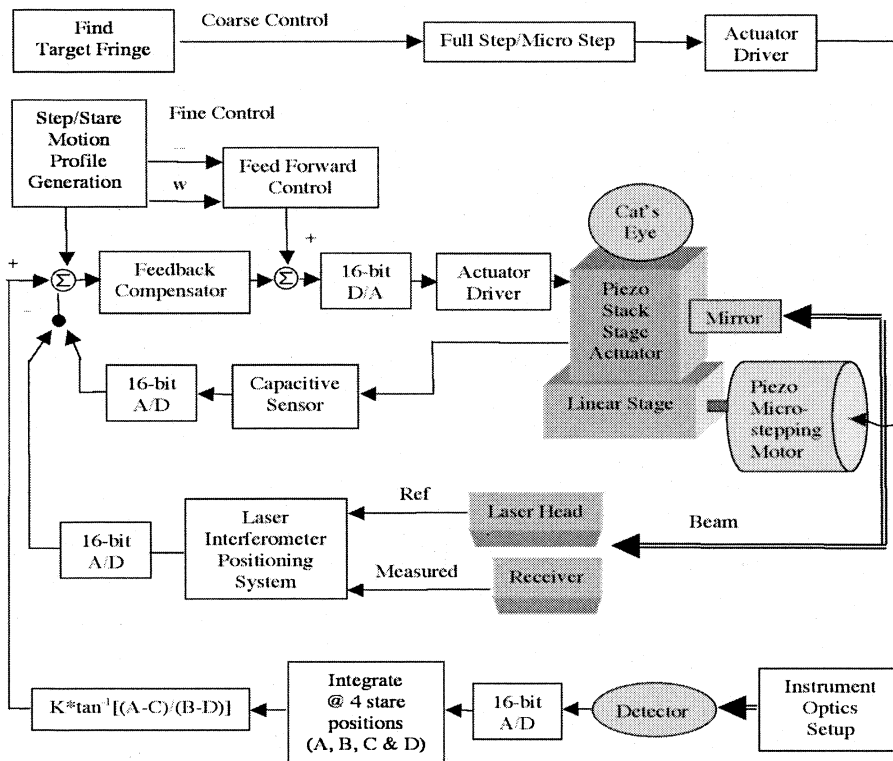 Find
Target Fringe
Coarse Control
Full Step/Micro Step
Actuator
Driver
Step/Stare
Motion
Profile
Generation
Fine Control
w
Feed Forward
Control
+
+
Σ
Feedback
Compensator
Σ
16-bit
D/A
Actuator
Driver
Cat's
Eye
Piezo
Stack
Stage
Actuator
Mirror
Linear Stage
Piezo
Micro-
stepping
Motor
16-bit
A/D
Capacitive
Sensor
16-bit
A/D
Laser
Interferometer
Positioning
System
Ref
Laser Head
Measured
Receiver
Beam
K*tan⁻¹[(A-C)/(B-D)]
Integrate
@ 4 stare
positions
(A, B, C & D)
16-bit
A/D
Detector
Instrument
Optics
Setup